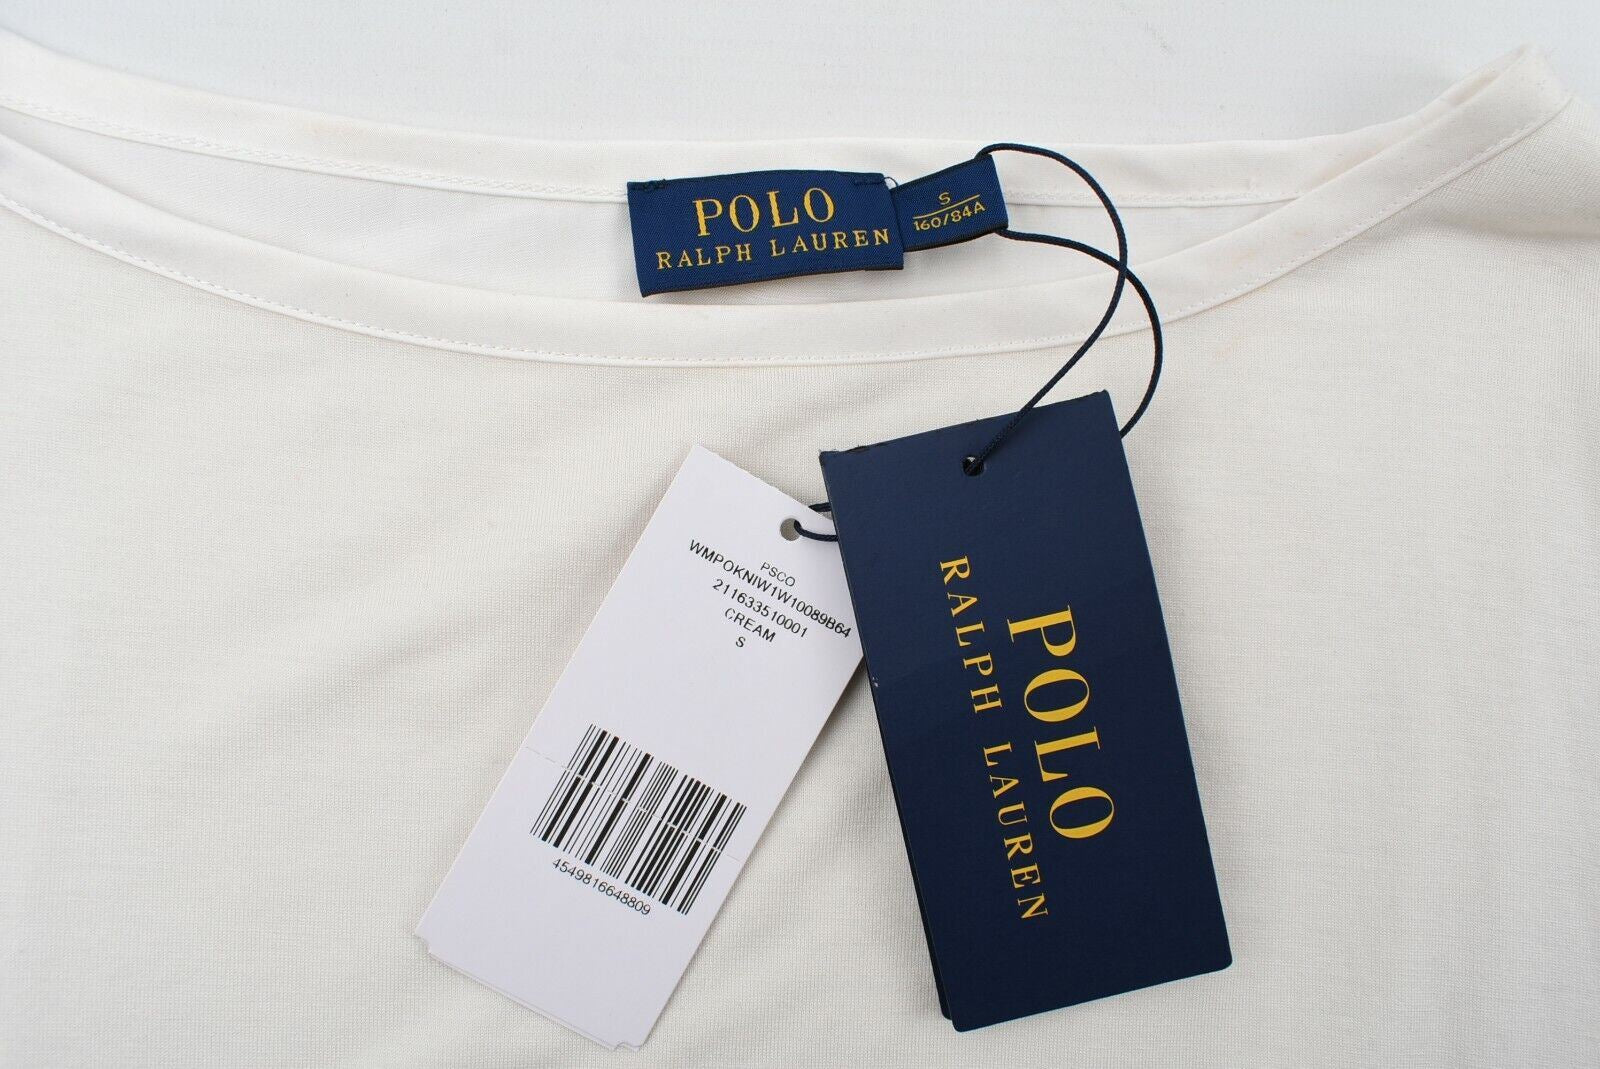 POLO
RALPH LAUREN
S
160/84A
PSCO
WMPOKNIW1W10089B64
211633510001
CREAM
S
4549816648809
POLO
RALPH LAUREN